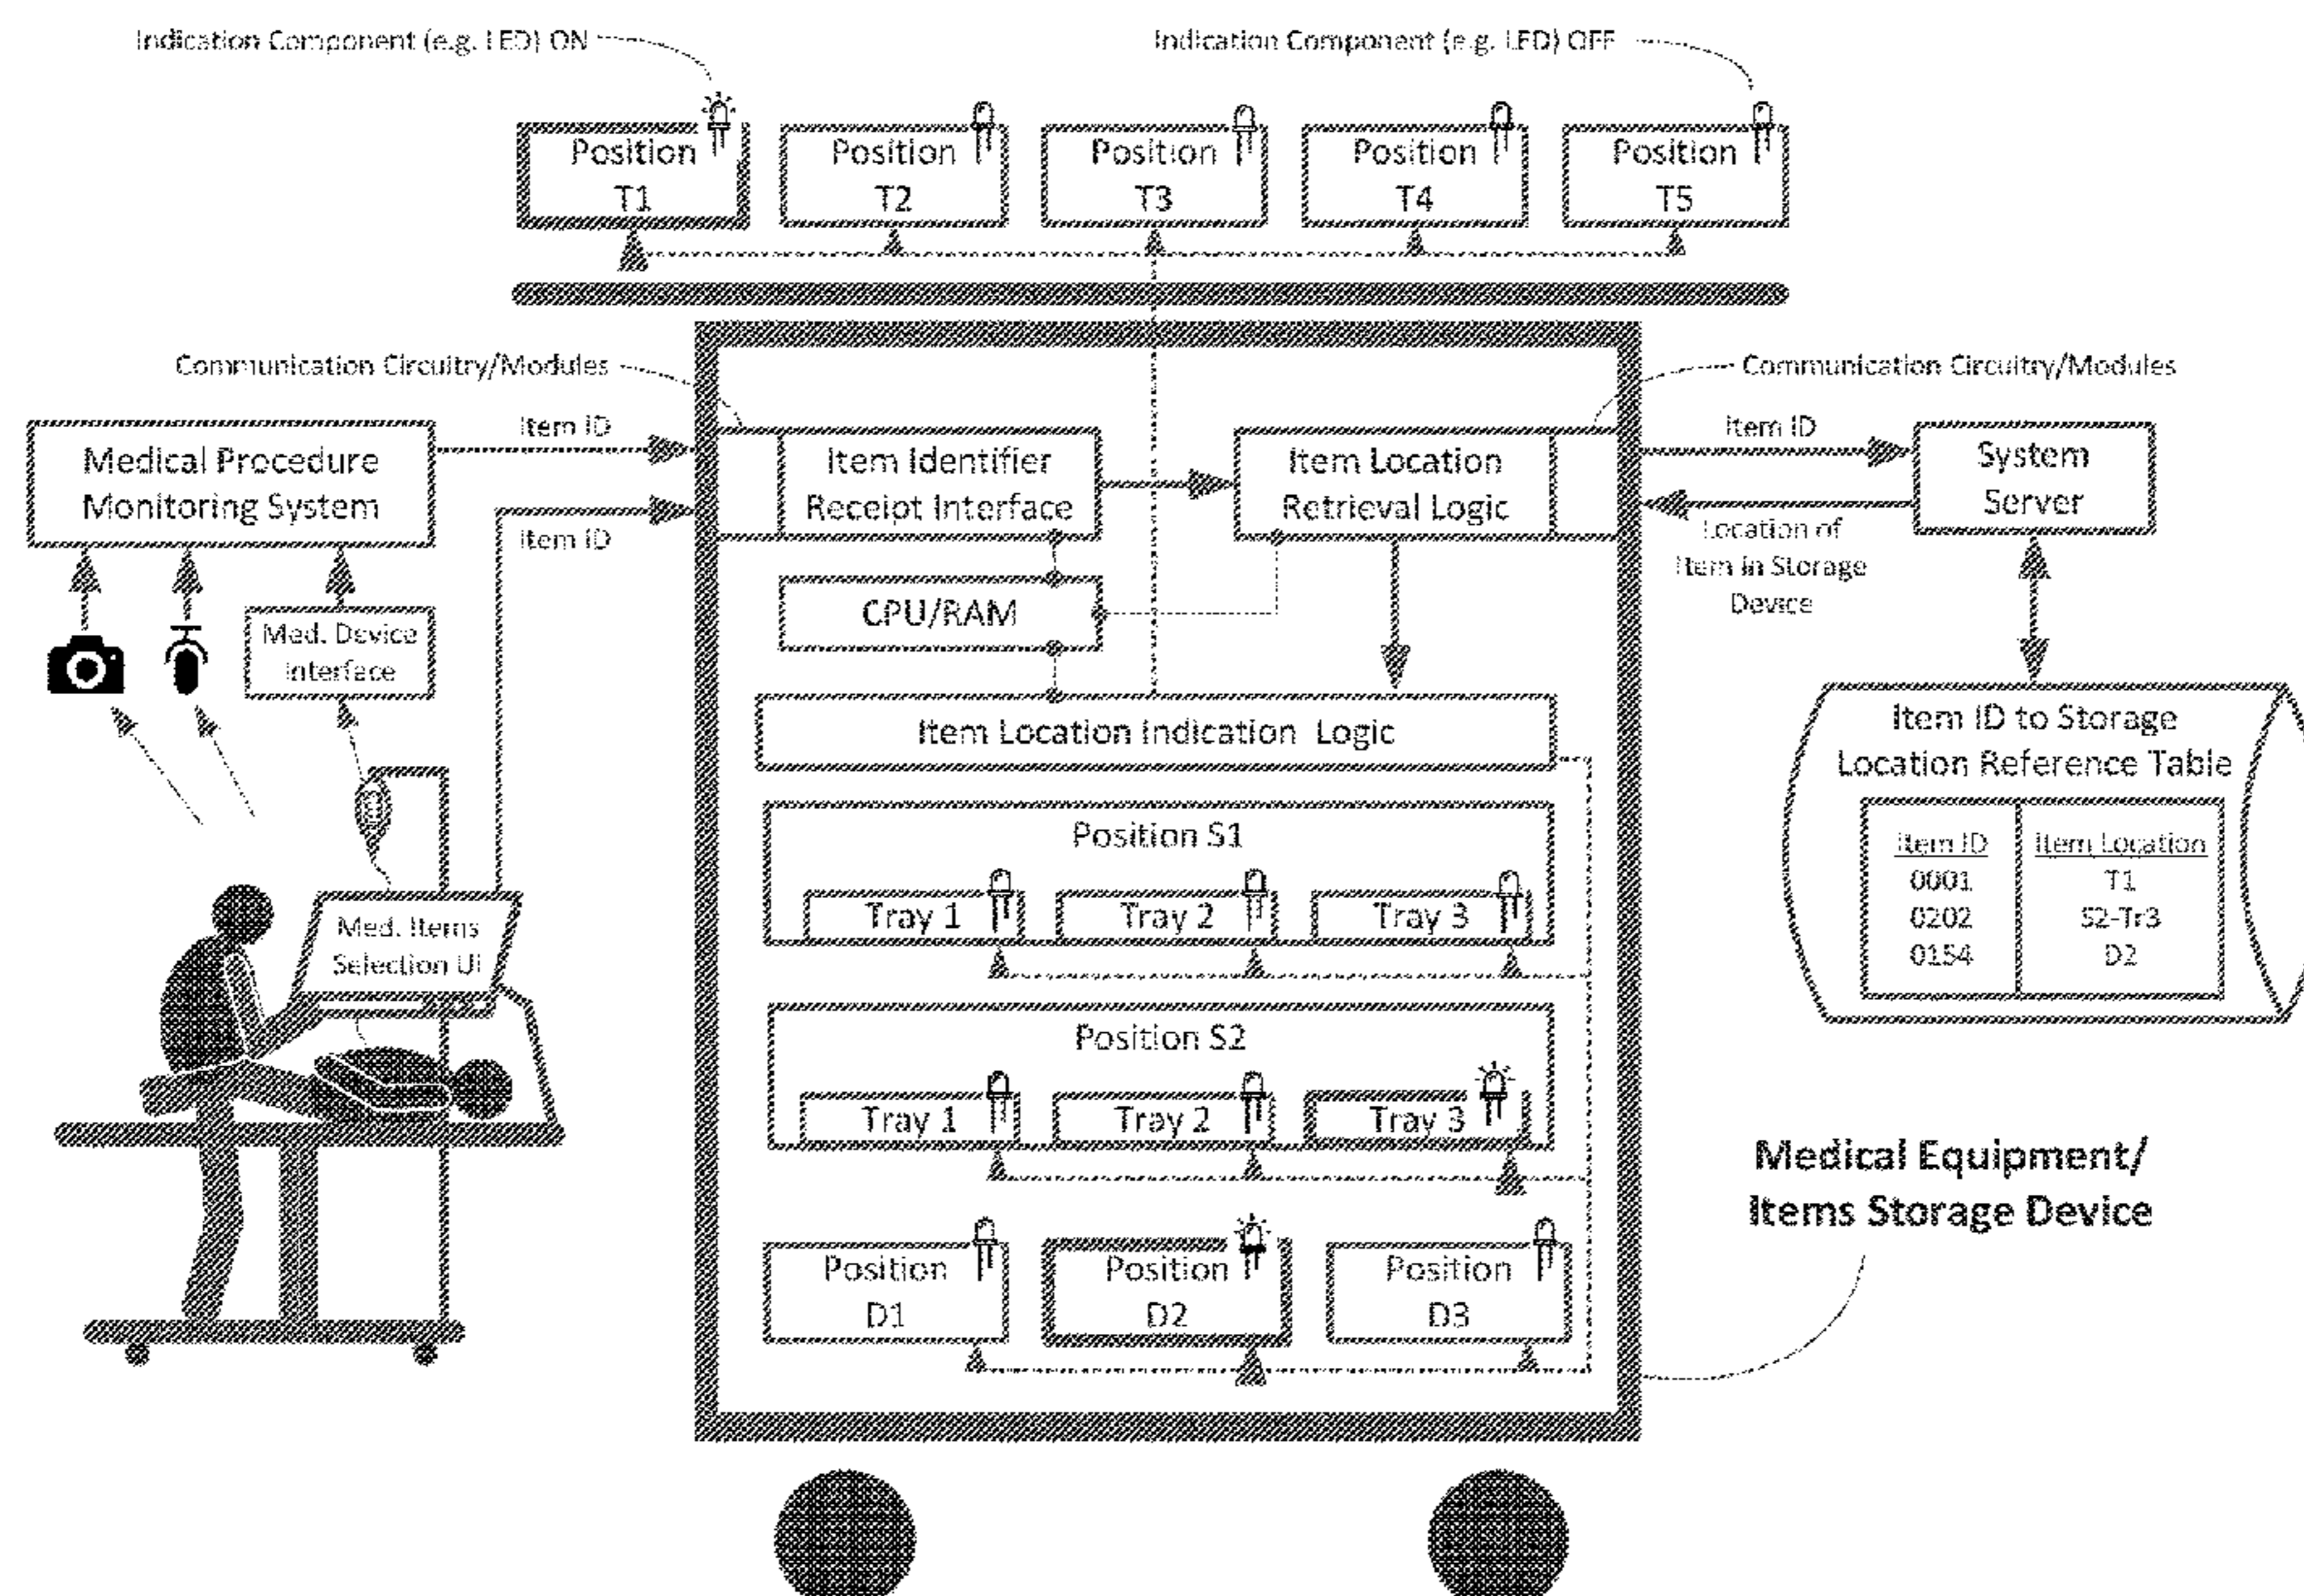 Indication Component (e.g. LED) ON
Indication Component (e.g. LED) OFF
Position
T1
Position
T2
Position
T3
Position
T4
Position
T5
Communication Circuitry/Modules
Communication Circuitry/Modules
Medical Procedure
Monitoring System
Item ID
Item ID
Item Identifier
Receipt Interface
Item Location
Retrieval Logic
Item ID
Location of
Item in Storage
Device
System
Server
CPU/RAM
Med. Device
Interface
Item Location Indication Logic
Item ID to Storage
Location Reference Table
Item ID
Item Location
0001
T1
0202
S2-Tr3
0154
D2
Position S1
Tray 1
Tray 2
Tray 3
Med. Items
Selection UI
Position S2
Tray 1
Tray 2
Tray 3
Position
D1
Position
D2
Position
D3
Medical Equipment/
Items Storage Device